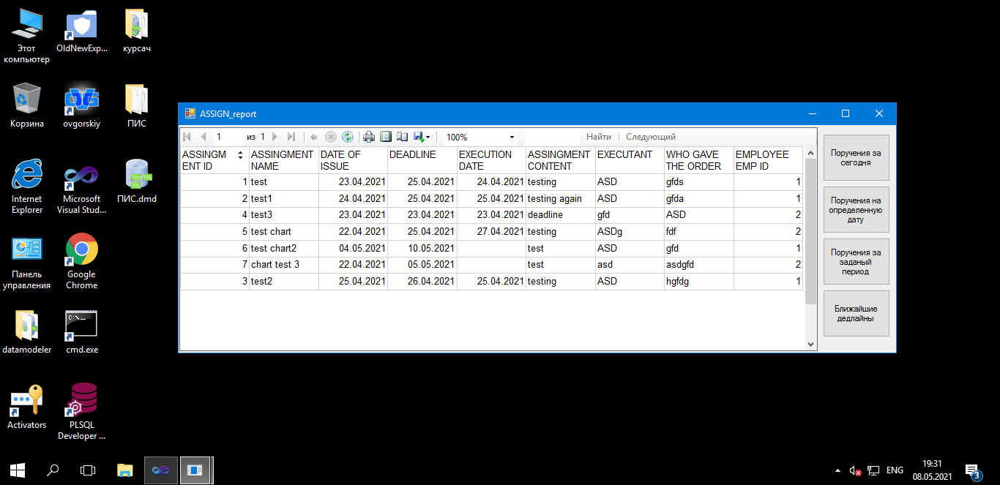 Этот
компьютер
OldNewExp...
курсач
Корзина
ovgorskiy
ПИС
Internet
Explorer
Microsoft
Visual Stud...
ПИС.dmd
Панель
управления
Google
Chrome
datamodeler
C:\_
cmd.exe
Activators
PLSQL
Developer ...
ASSIGN_report
1 из 1 100% Найти Следующий
ASSINGM
ENT ID
ASSINGMENT
NAME
DATE OF
ISSUE
DEADLINE
EXECUTION
DATE
ASSINGMENT
CONTENT
EXECUTANT
WHO GAVE
THE ORDER
EMPLOYEE
EMP ID
1 test 23.04.2021 25.04.2021 24.04.2021 testing ASD gfds 1
2 test1 24.04.2021 25.04.2021 25.04.2021 testing again ASD gfda 1
4 test3 23.04.2021 23.04.2021 23.04.2021 deadline gfd ASD 2
5 test chart 22.04.2021 25.04.2021 27.04.2021 testing ASDg fdf 2
6 test chart2 04.05.2021 10.05.2021 test ASD gfd 1
7 chart test 3 22.04.2021 05.05.2021 test asd asdgfd 2
3 test2 25.04.2021 26.04.2021 25.04.2021 testing ASD hgfdg 1
Поручения за
сегодня
Поручения на
определенную
дату
Поручения за
заданый
период
Ближайшие
дедлайны
ENG
19:31
08.05.2021
3